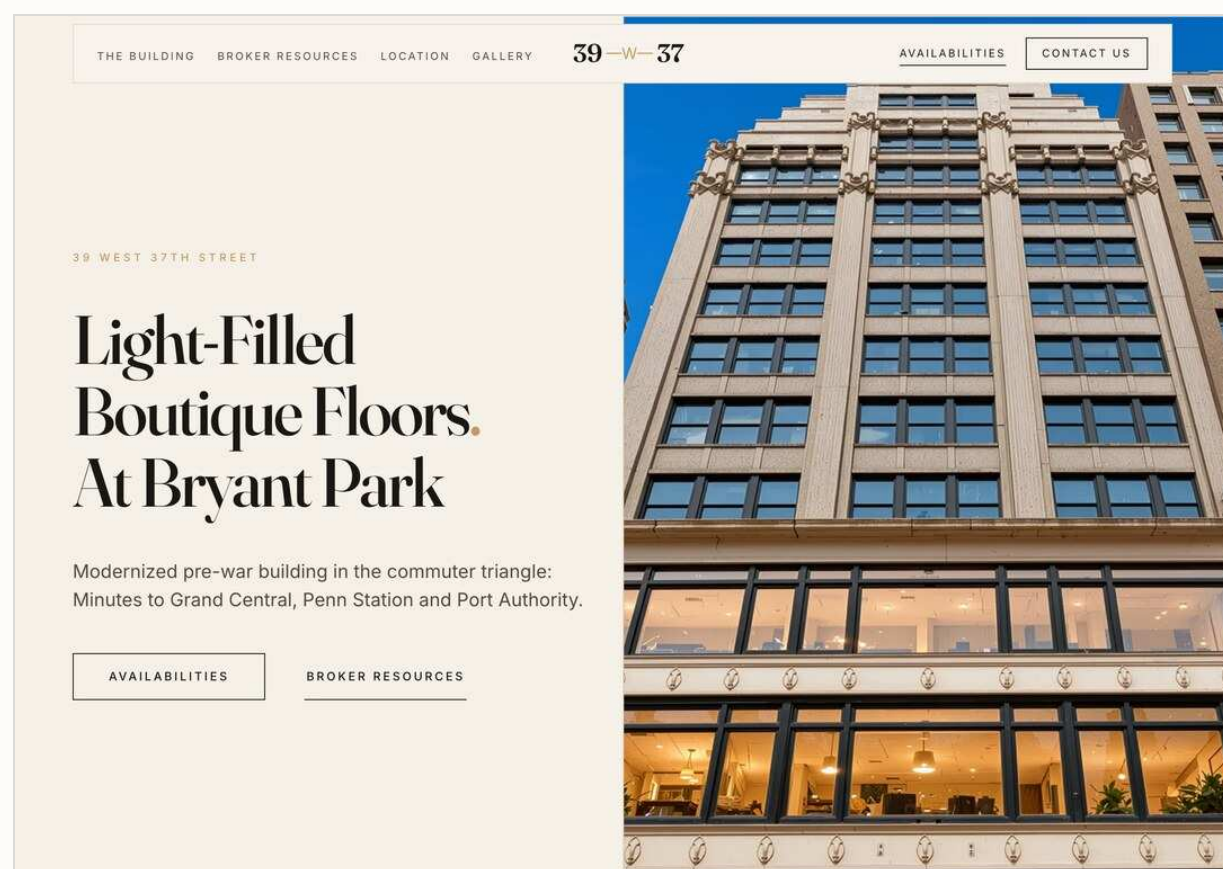 THE BUILDING BROKER RESOURCES LOCATION GALLERY 39 —W— 37 AVAILABILITIES CONTACT US
39 WEST 37TH STREET
Light-Filled
Boutique Floors.
At Bryant Park
Modernized pre-war building in the commuter triangle:
Minutes to Grand Central, Penn Station and Port Authority.
AVAILABILITIES BROKER RESOURCES